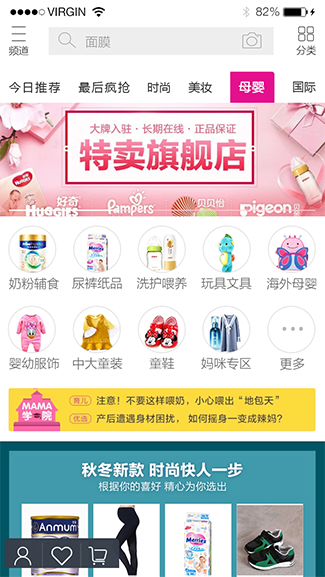 VIRGIN
82%
频道
面膜
分类
今日推荐 最后疯抢 时尚 美妆 母婴 国际
大牌入驻·长期在线·正品保证
特卖旗舰店
好奇
Huggies
Pampers
贝贝怡
Pigeon
奶粉辅食 尿裤纸品 洗护喂养 玩具文具 海外母婴
婴幼服饰 中大童装 童鞋 妈咪专区 更多
MAMA
学院
育儿 注意！不要这样喂奶，小心喂出“地包天”
优选 产后遭遇身材困扰， 如何摇身一变成辣妈？
秋冬新款 时尚快人一步
根据你的喜好 精心为你选出
Anmum
Merries